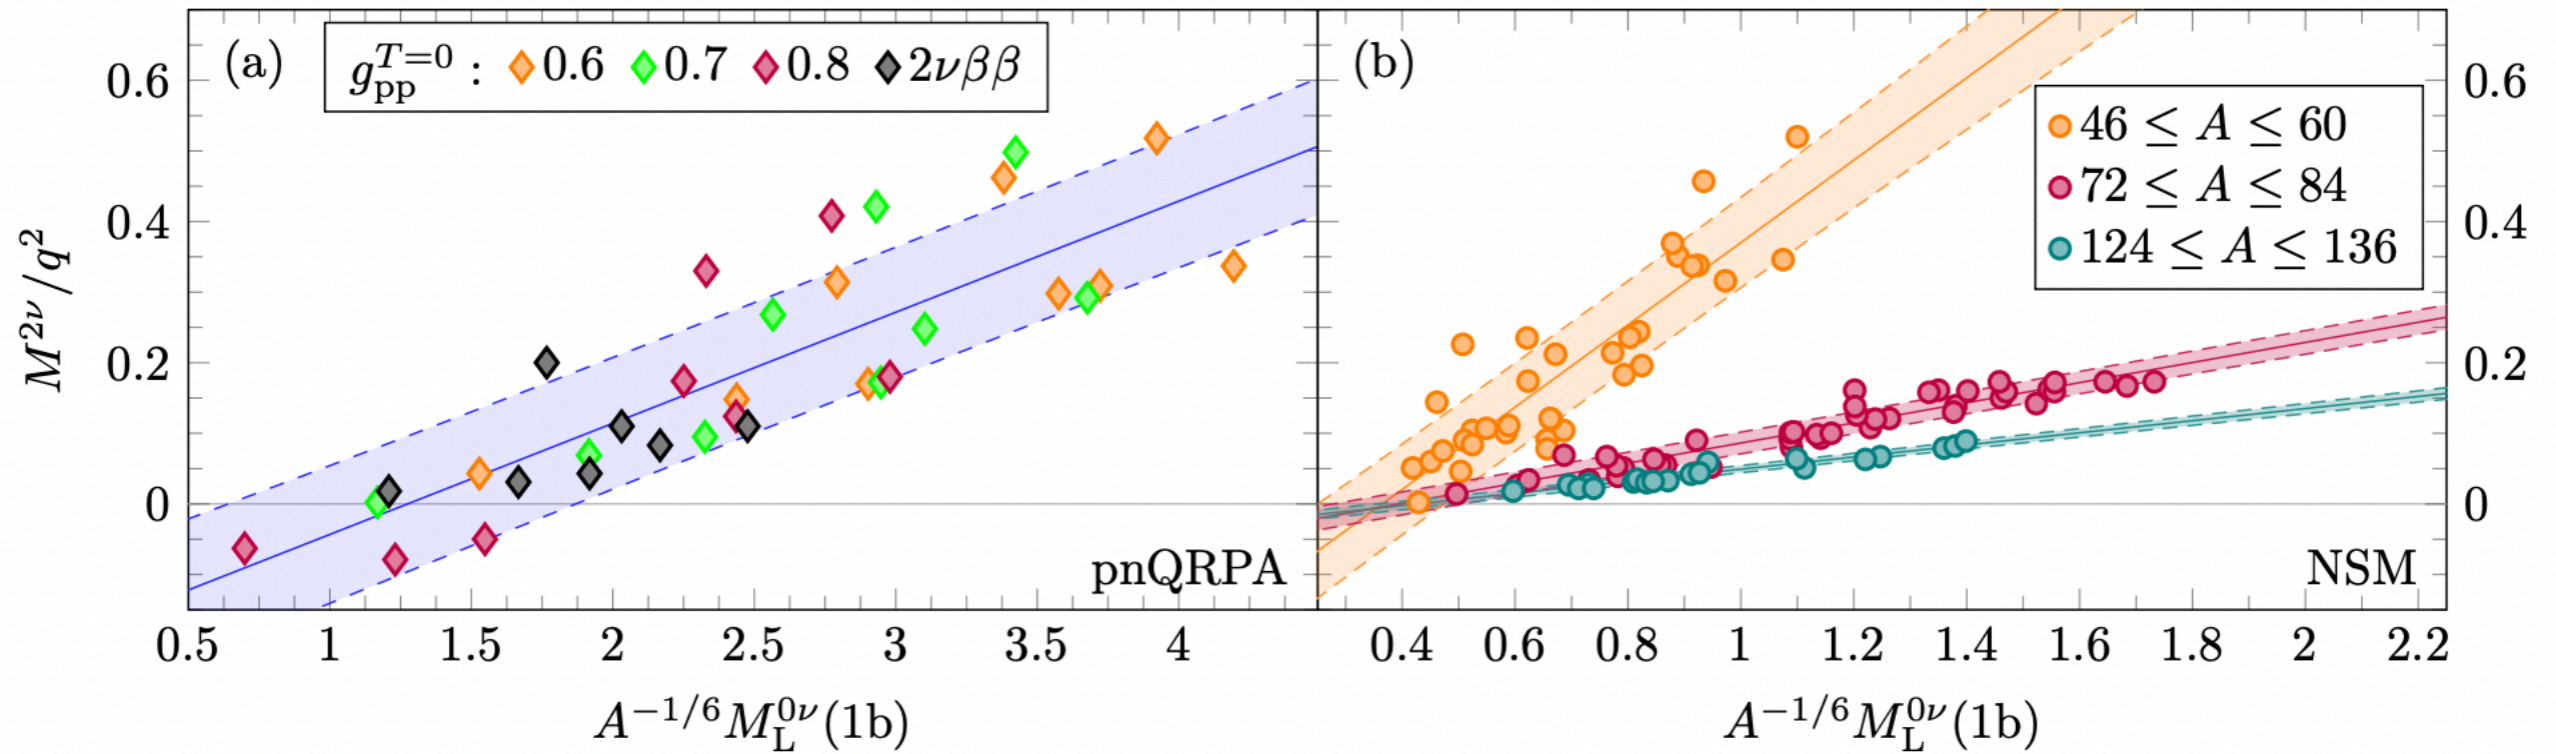 (a) g_pp^{T=0} : 0.6 0.7 0.8 2νββ
(b)
46 ≤ A ≤ 60
72 ≤ A ≤ 84
124 ≤ A ≤ 136
0.6
0.4
0.2
0
M^{2ν}/q^2
0.6
0.4
0.2
0
pnQRPA
NSM
0.5 1 1.5 2 2.5 3 3.5 4
0.4 0.6 0.8 1 1.2 1.4 1.6 1.8 2 2.2
A^{−1/6}M_L^{0ν}(1b)
A^{−1/6}M_L^{0ν}(1b)